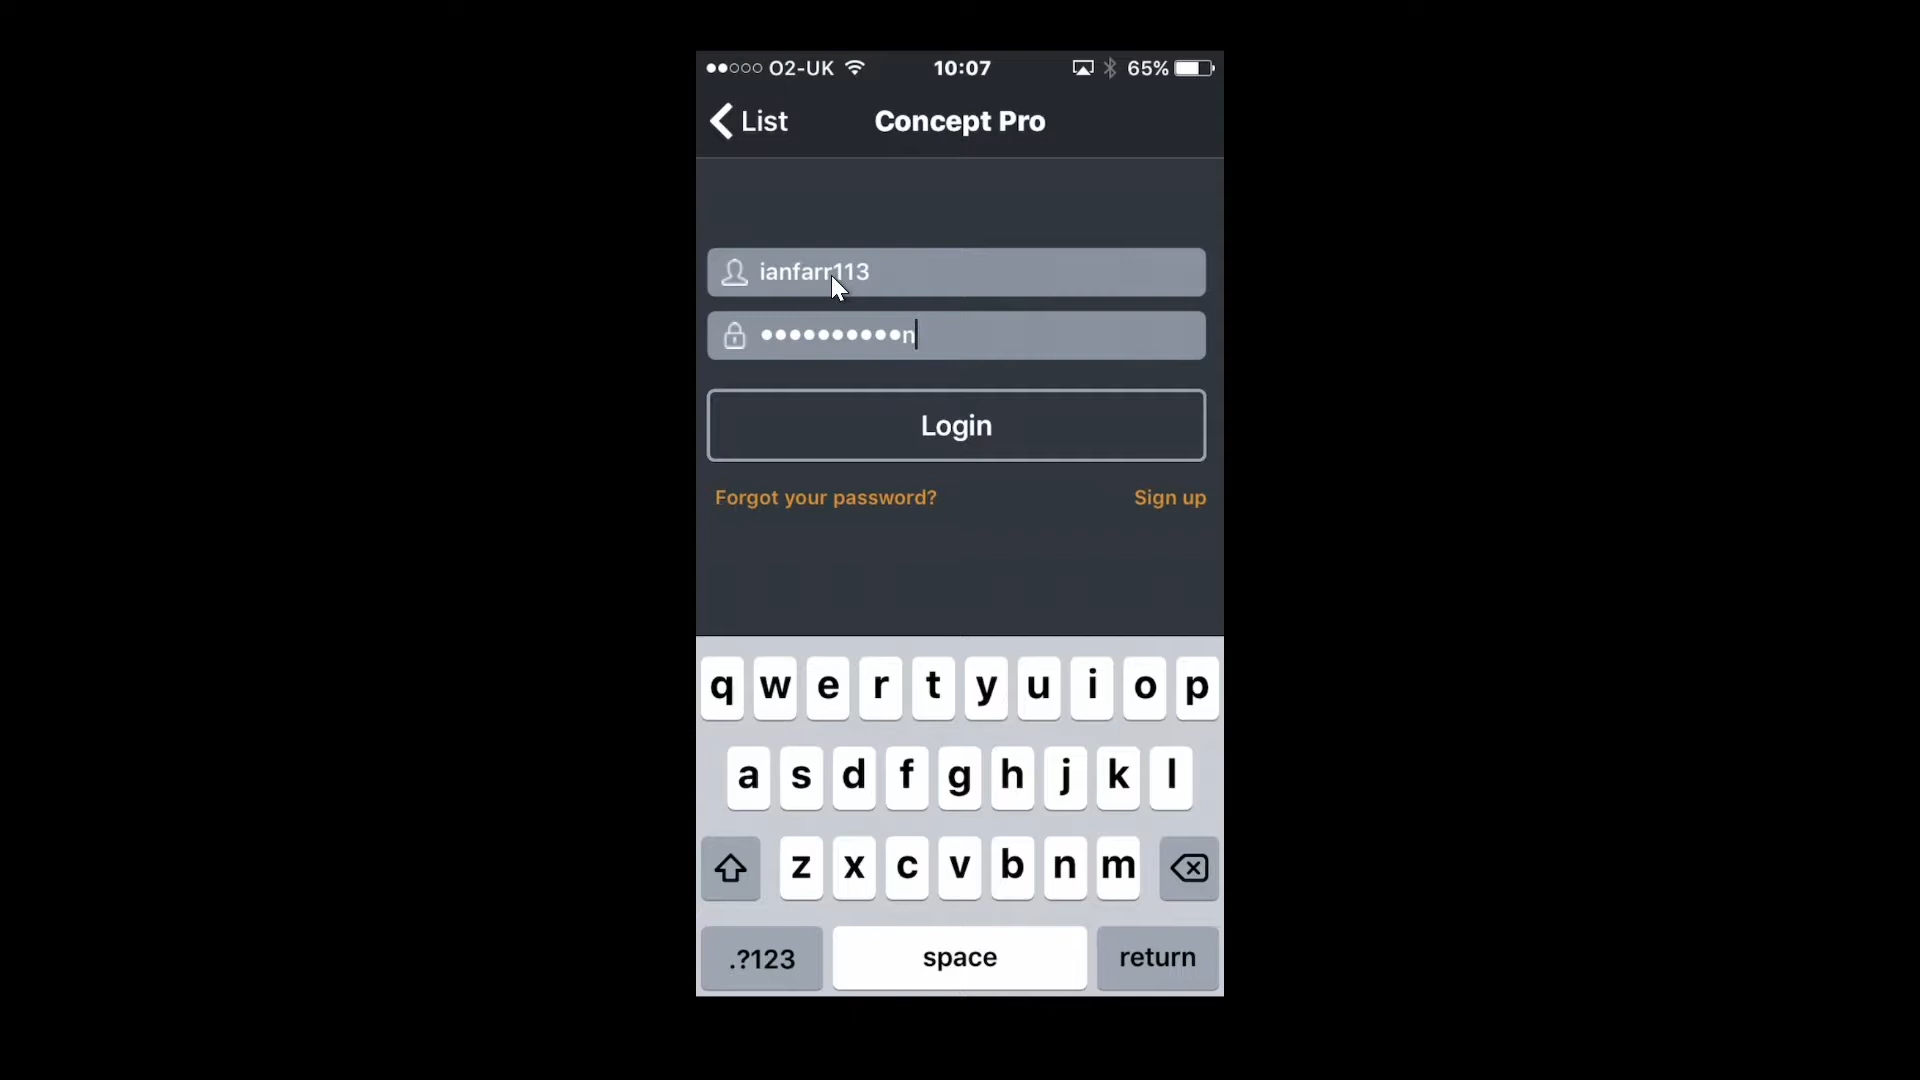 ●●○○○ O2-UK 10:07 65%
List Concept Pro
ianfarr113
••••••••••n
Login
Forgot your password? Sign up
q w e r t y u i o p
a s d f g h j k l
z x c v b n m
.?123 space return